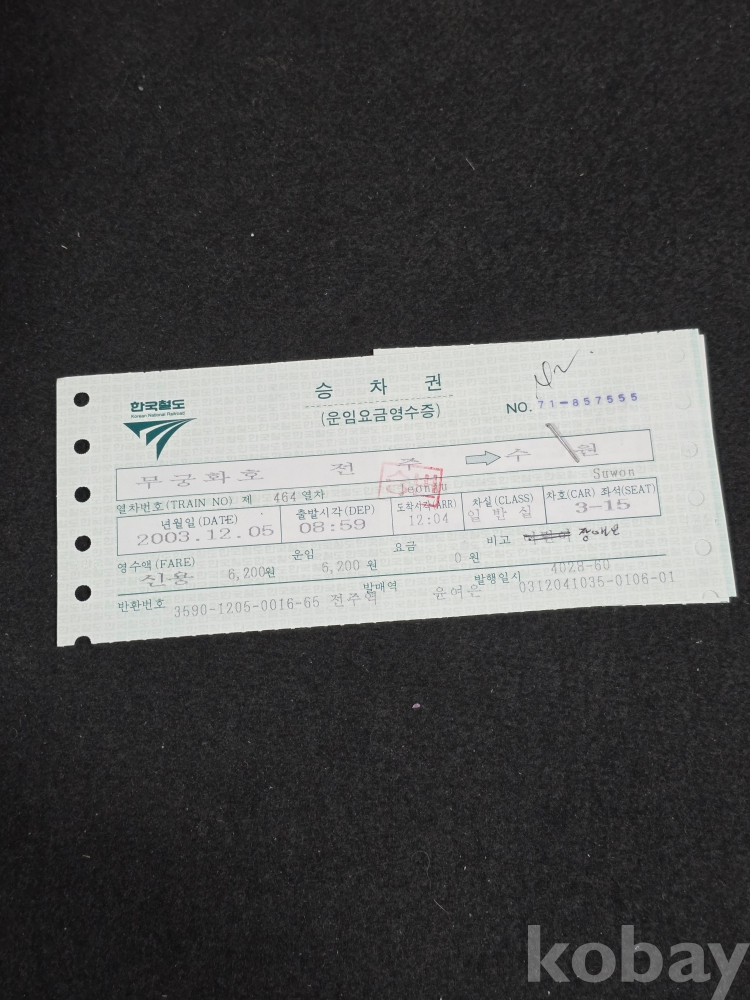 한국철도
Korean National Railroad
승 차 권
(운임요금영수증)
NO. 71-857555
무궁화호 전 주 수 원
Jeonju Suwon
열차번호(TRAIN NO) 제 464 열차
년월일(DATE) 출발시각(DEP) 도착시각(ARR) 차실(CLASS) 차호(CAR) 좌석(SEAT)
2003.12.05 08:59 12:04 일반실 3-15
영수액(FARE) 운임 요금 비고 장애인
신용 6,200원 6,200 원 0 원
4028-60
반환번호 3590-1205-0016-65 발매역 전주역 윤여은 발행일시 0312041035-0106-01
kobay